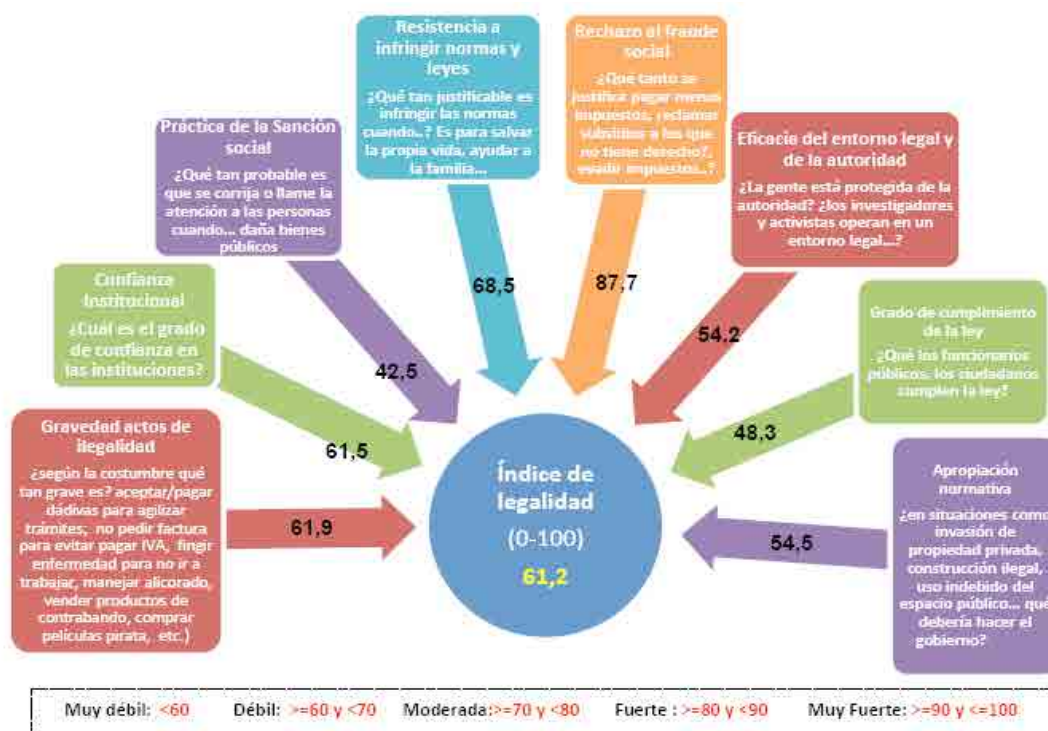 Resistencia a
infringir normas y
leyes
¿Qué tan justificable es
infringir las normas
cuando..? Es para salvar
la propia vida, ayudar a
la familia...
Rechazo al fraude
social
¿Qué tanto se
justifica pagar menos
impuestos, reclamar
subsidios a los que
no tiene derecho?,
evadir impuestos..?
Práctica de la Sanción
social
¿Qué tan probable es
que se corrija o llame la
atención a las personas
cuando... daña bienes
públicos
Eficacia del entorno legal y
de la autoridad
¿La gente está protegida de la
autoridad? ¿los investigadores
y activistas operan en un
entorno legal...?
Confianza
Institucional
¿Cuál es el grado
de confianza en
las instituciones?
Grado de cumplimiento
de la ley
¿Qué los funcionarios
públicos, los ciudadanos
cumplen la ley?
Gravedad actos de
ilegalidad
¿según la costumbre qué
tan grave es? aceptar/pagar
dádivas para agilizar
trámites; no pedir factura
para evitar pagar IVA, fingir
enfermedad para no ir a
trabajar, manejar alicorado,
vender productos de
contrabando, comprar
películas pirata, etc.)
Apropiación
normativa
¿en situaciones como
invasión de
propiedad privada,
construcción ilegal,
uso indebido del
espacio público... qué
debería hacer el
gobierno?
61,9
61,5
42,5
68,5
87,7
54,2
48,3
54,5
Índice de
legalidad
(0-100)
61,2
Muy débil: <60 Débil: >=60 y <70 Moderada:>=70 y <80 Fuerte : >=80 y <90 Muy Fuerte: >=90 y <=100